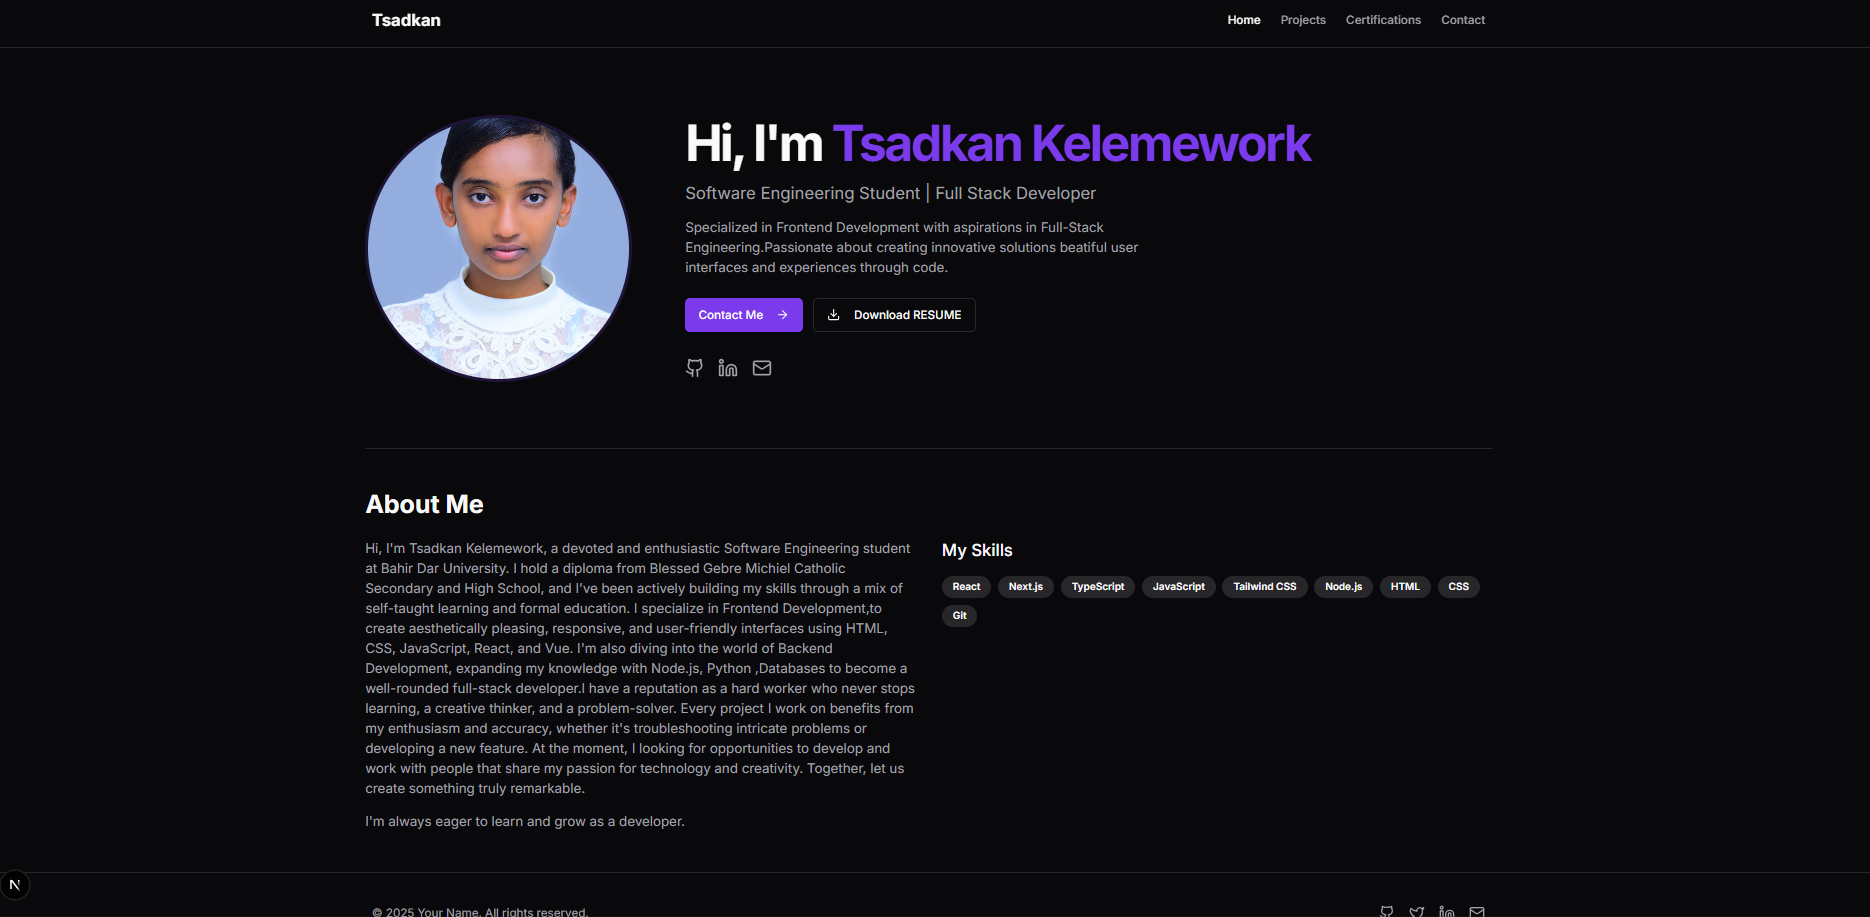 Tsadkan
Home Projects Certifications Contact
Hi, I'm Tsadkan Kelemework
Software Engineering Student | Full Stack Developer
Specialized in Frontend Development with aspirations in Full-Stack
Engineering.Passionate about creating innovative solutions beatiful user
interfaces and experiences through code.
Contact Me
Download RESUME
About Me
Hi, I'm Tsadkan Kelemework, a devoted and enthusiastic Software Engineering student
at Bahir Dar University. I hold a diploma from Blessed Gebre Michiel Catholic
Secondary and High School, and I've been actively building my skills through a mix of
self-taught learning and formal education. I specialize in Frontend Development,to
create aesthetically pleasing, responsive, and user-friendly interfaces using HTML,
CSS, JavaScript, React, and Vue. I'm also diving into the world of Backend
Development, expanding my knowledge with Node.js, Python ,Databases to become a
well-rounded full-stack developer.I have a reputation as a hard worker who never stops
learning, a creative thinker, and a problem-solver. Every project I work on benefits from
my enthusiasm and accuracy, whether it's troubleshooting intricate problems or
developing a new feature. At the moment, I looking for opportunities to develop and
work with people that share my passion for technology and creativity. Together, let us
create something truly remarkable.
I'm always eager to learn and grow as a developer.
My Skills
React Next.js TypeScript JavaScript Tailwind CSS Node.js HTML CSS
Git
N
© 2025 Your Name. All rights reserved.